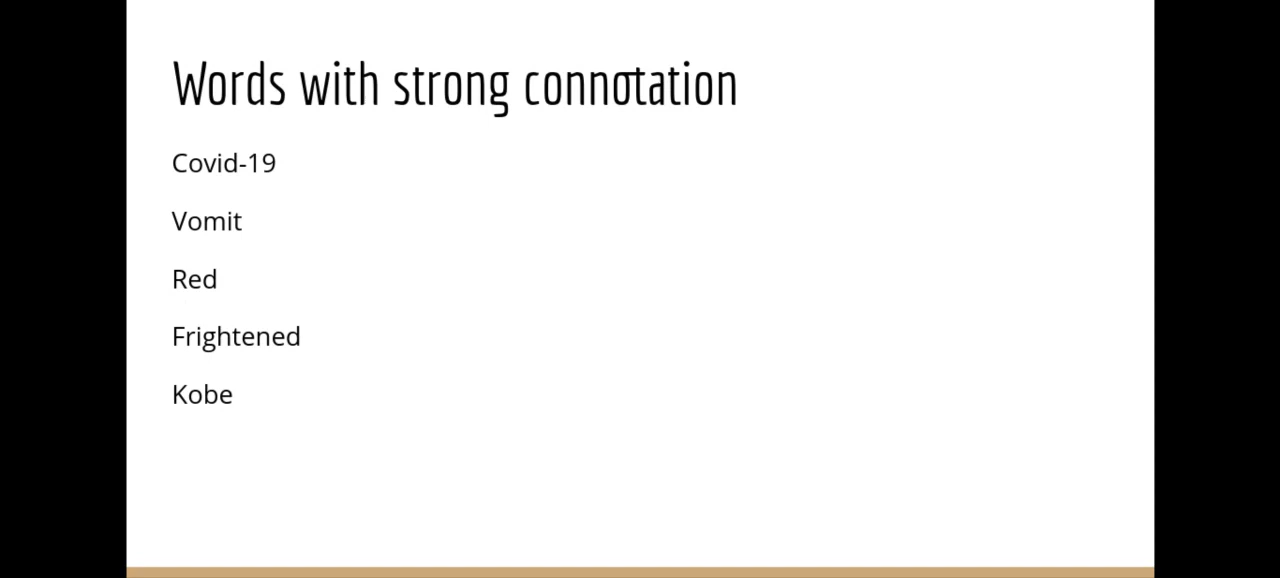 Words with strong connotation
Covid-19
Vomit
Red
Frightened
Kobe